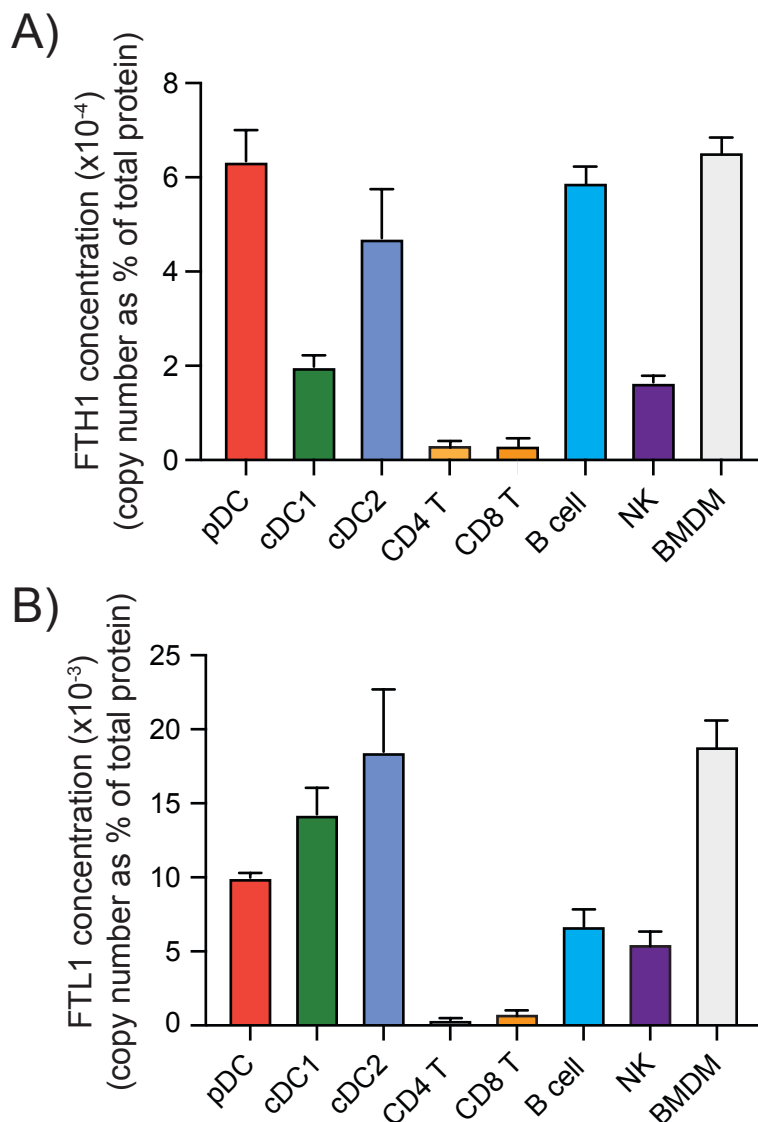 A)
FTH1 concentration (x10-4)
(copy number as % of total protein)
8
6
4
2
0
pDC
cDC1
cDC2
CD4 T
CD8 T
B cell
NK
BMDM
B)
FTL1 concentration (x10-3)
(copy number as % of total protein)
25
20
15
10
5
0
pDC
cDC1
cDC2
CD4 T
CD8 T
B cell
NK
BMDM